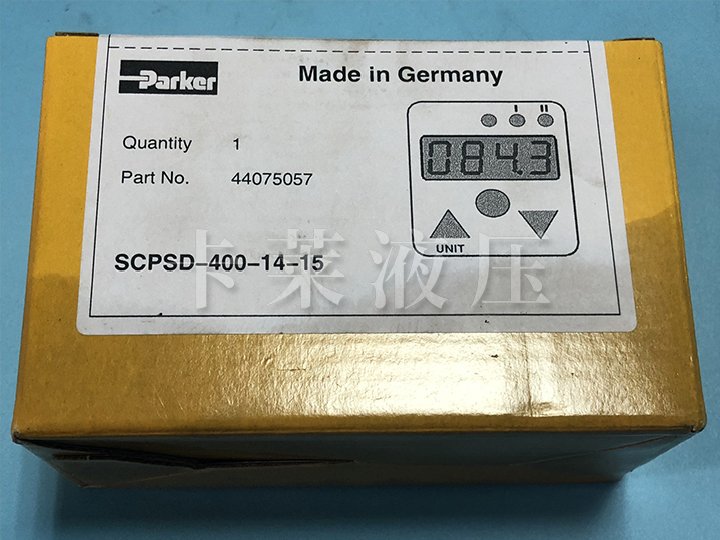 Parker
Made in Germany
Quantity 1
Part No. 44075057
I II
084.3
UNIT
SCPSD-400-14-15
卡莱液压